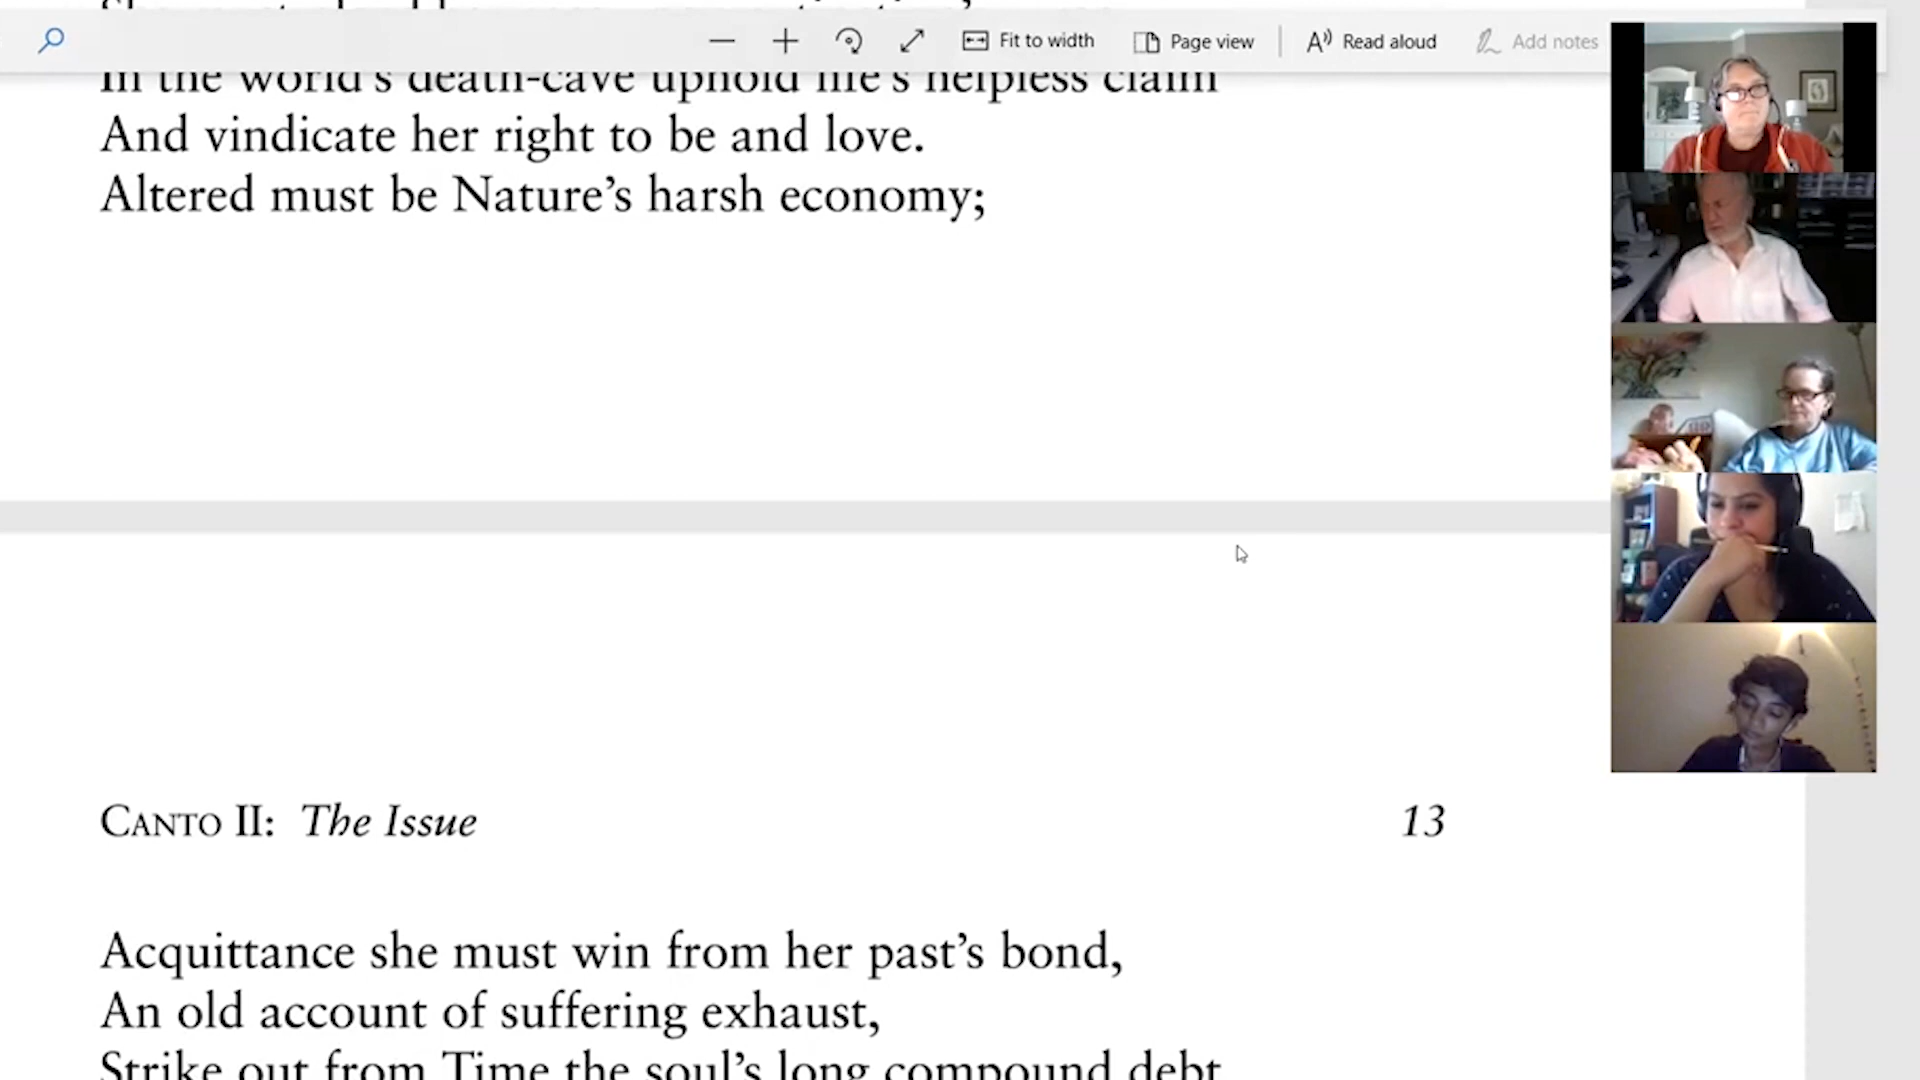 Fit to width
Page view
Read aloud
Add notes
In the world's death-cave uphold life's helpless claim
And vindicate her right to be and love.
Altered must be Nature's harsh economy;
CANTO II: The Issue
13
Acquittance she must win from her past's bond,
An old account of suffering exhaust,
Strike out from Time the soul's long compound debt